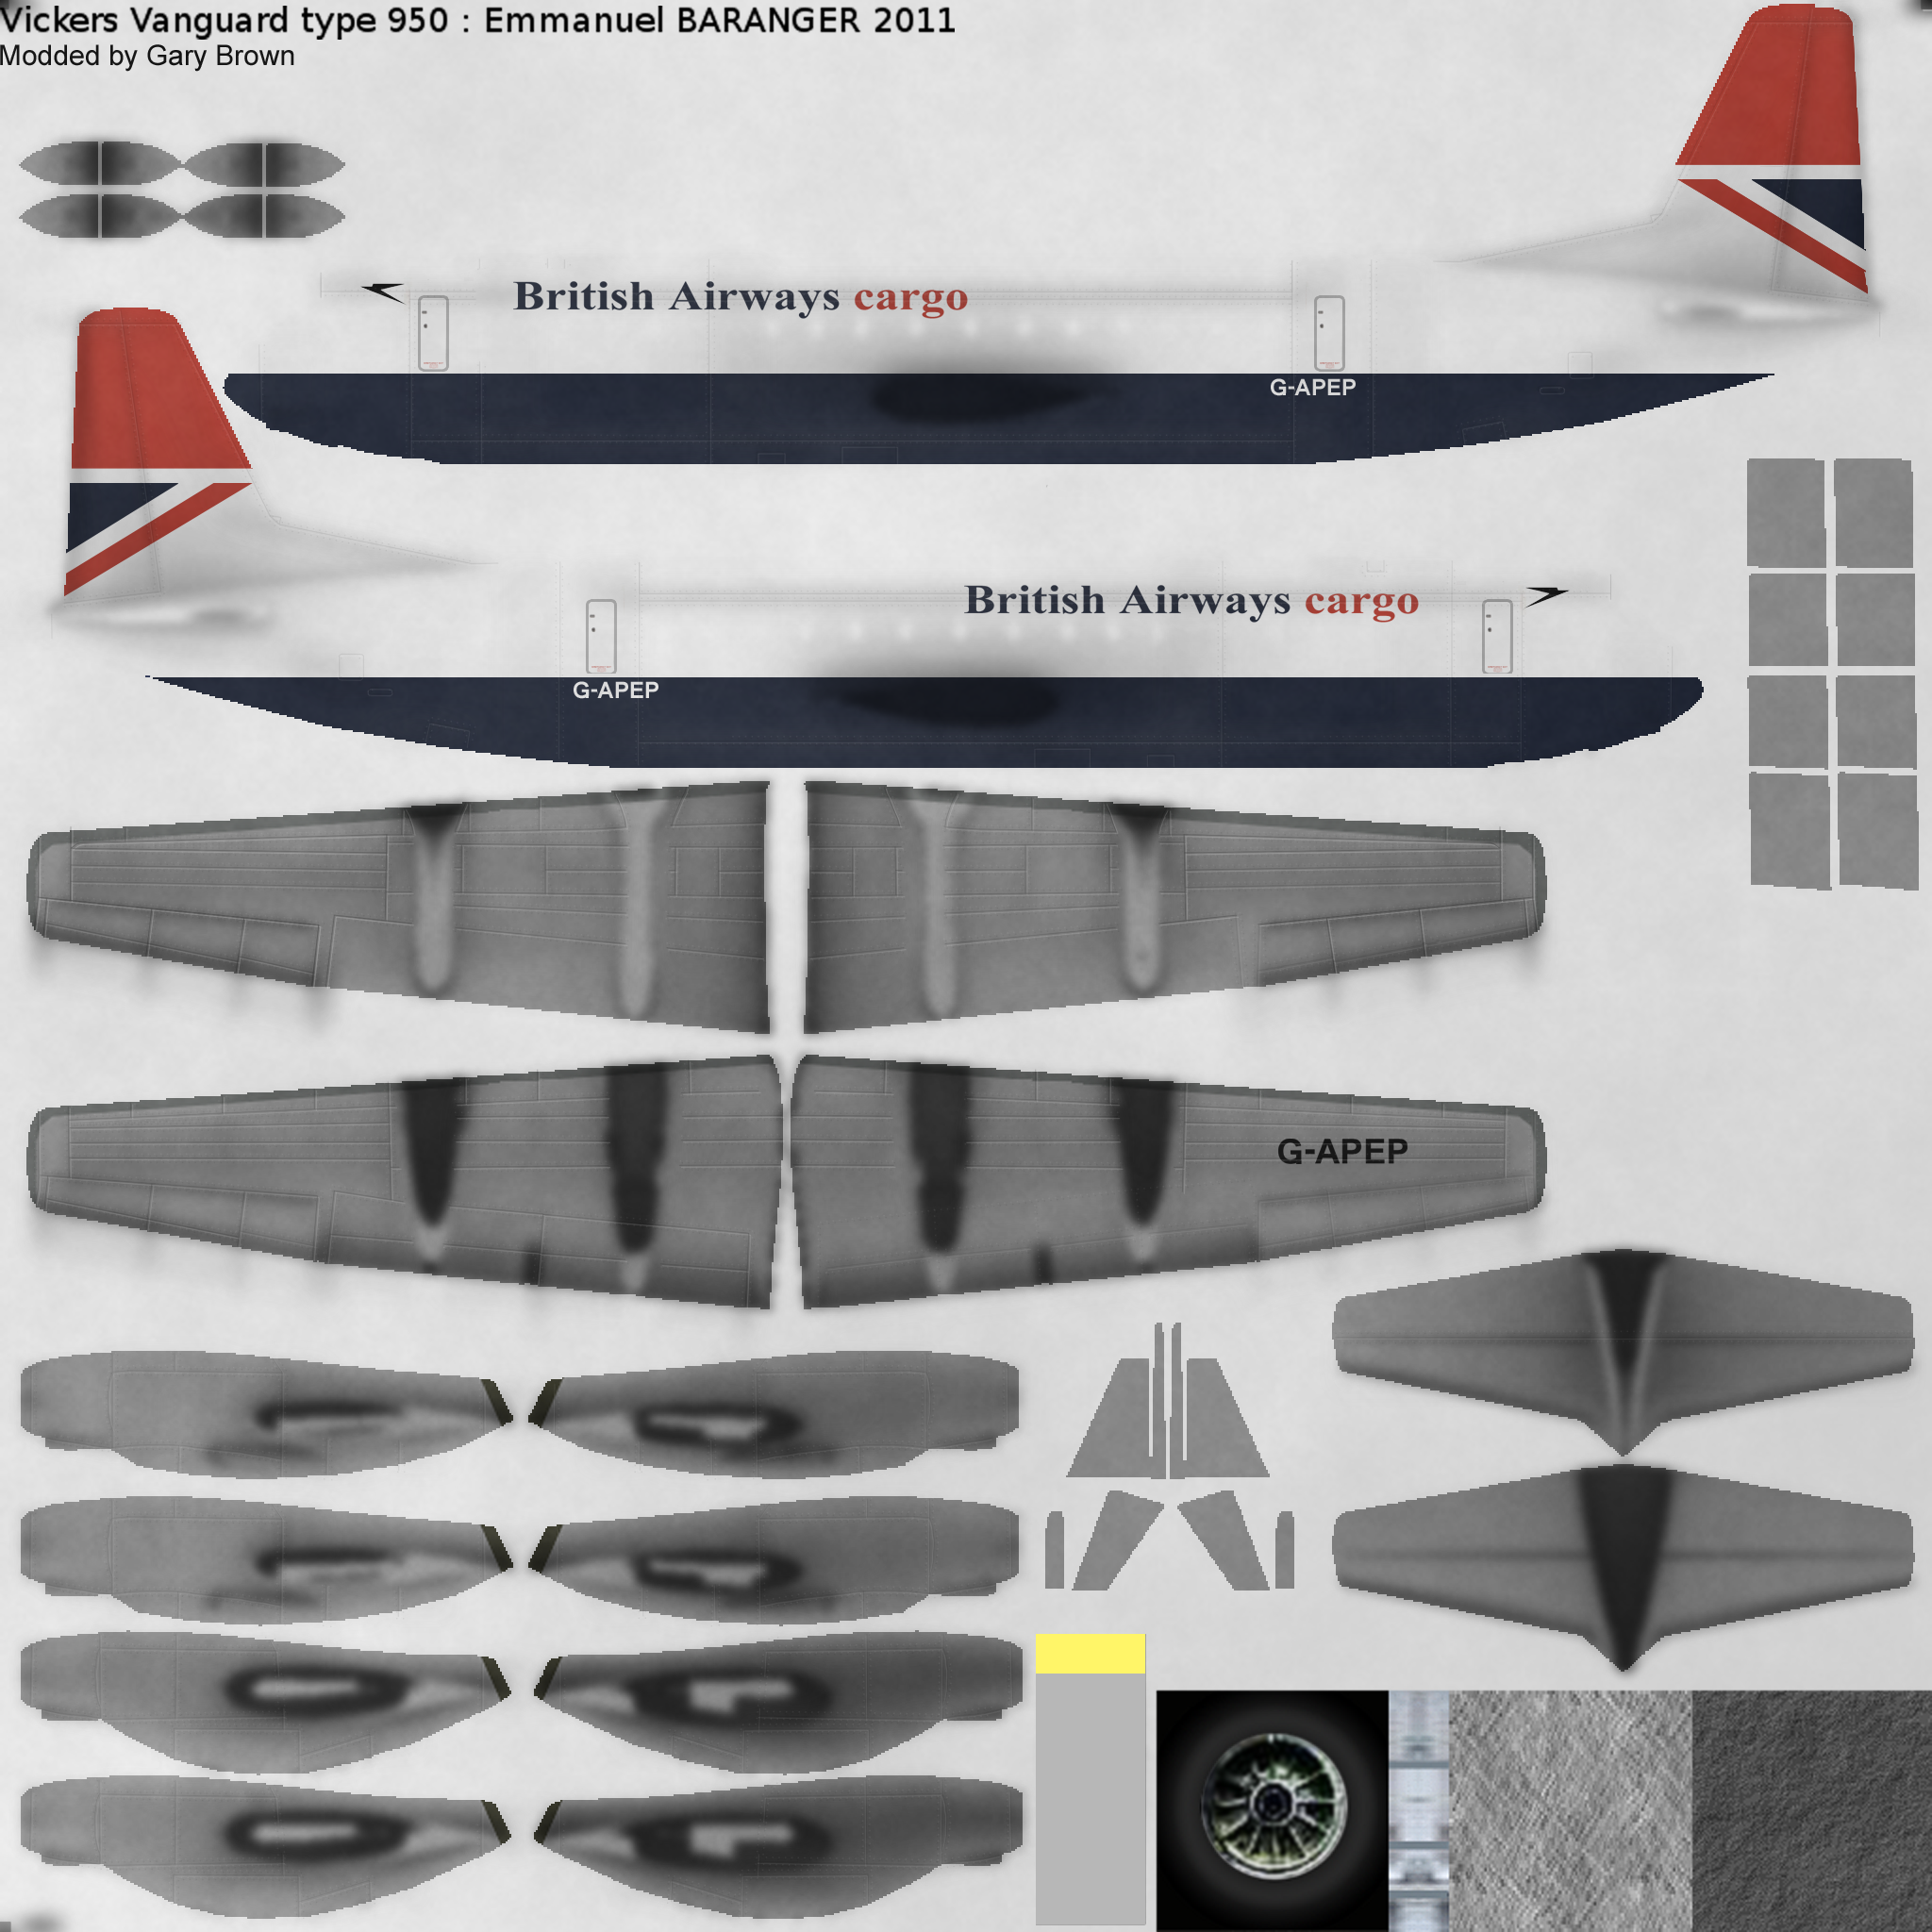 Vickers Vanguard type 950 : Emmanuel BARANGER 2011
Modded by Gary Brown
British Airways cargo
G-APEP
British Airways cargo
G-APEP
G-APEP